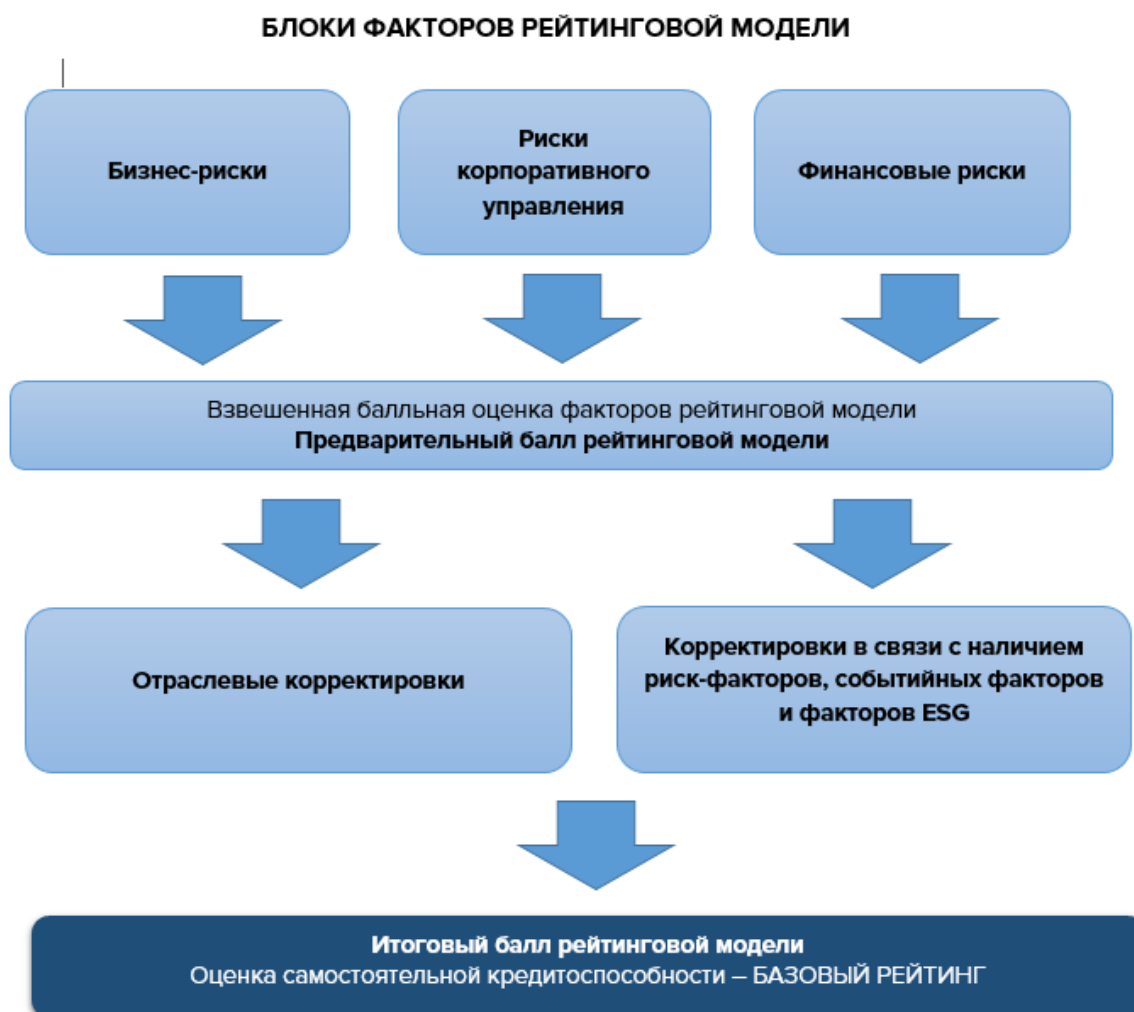 БЛОКИ ФАКТОРОВ РЕЙТИНГОВОЙ МОДЕЛИ
Бизнес-риски
Риски
корпоративного
управления
Финансовые риски
Взвешенная балльная оценка факторов рейтинговой модели
Предварительный балл рейтинговой модели
Отраслевые корректировки
Корректировки в связи с наличием
риск-факторов, событийных факторов
и факторов ESG
Итоговый балл рейтинговой модели
Оценка самостоятельной кредитоспособности – БАЗОВЫЙ РЕЙТИНГ